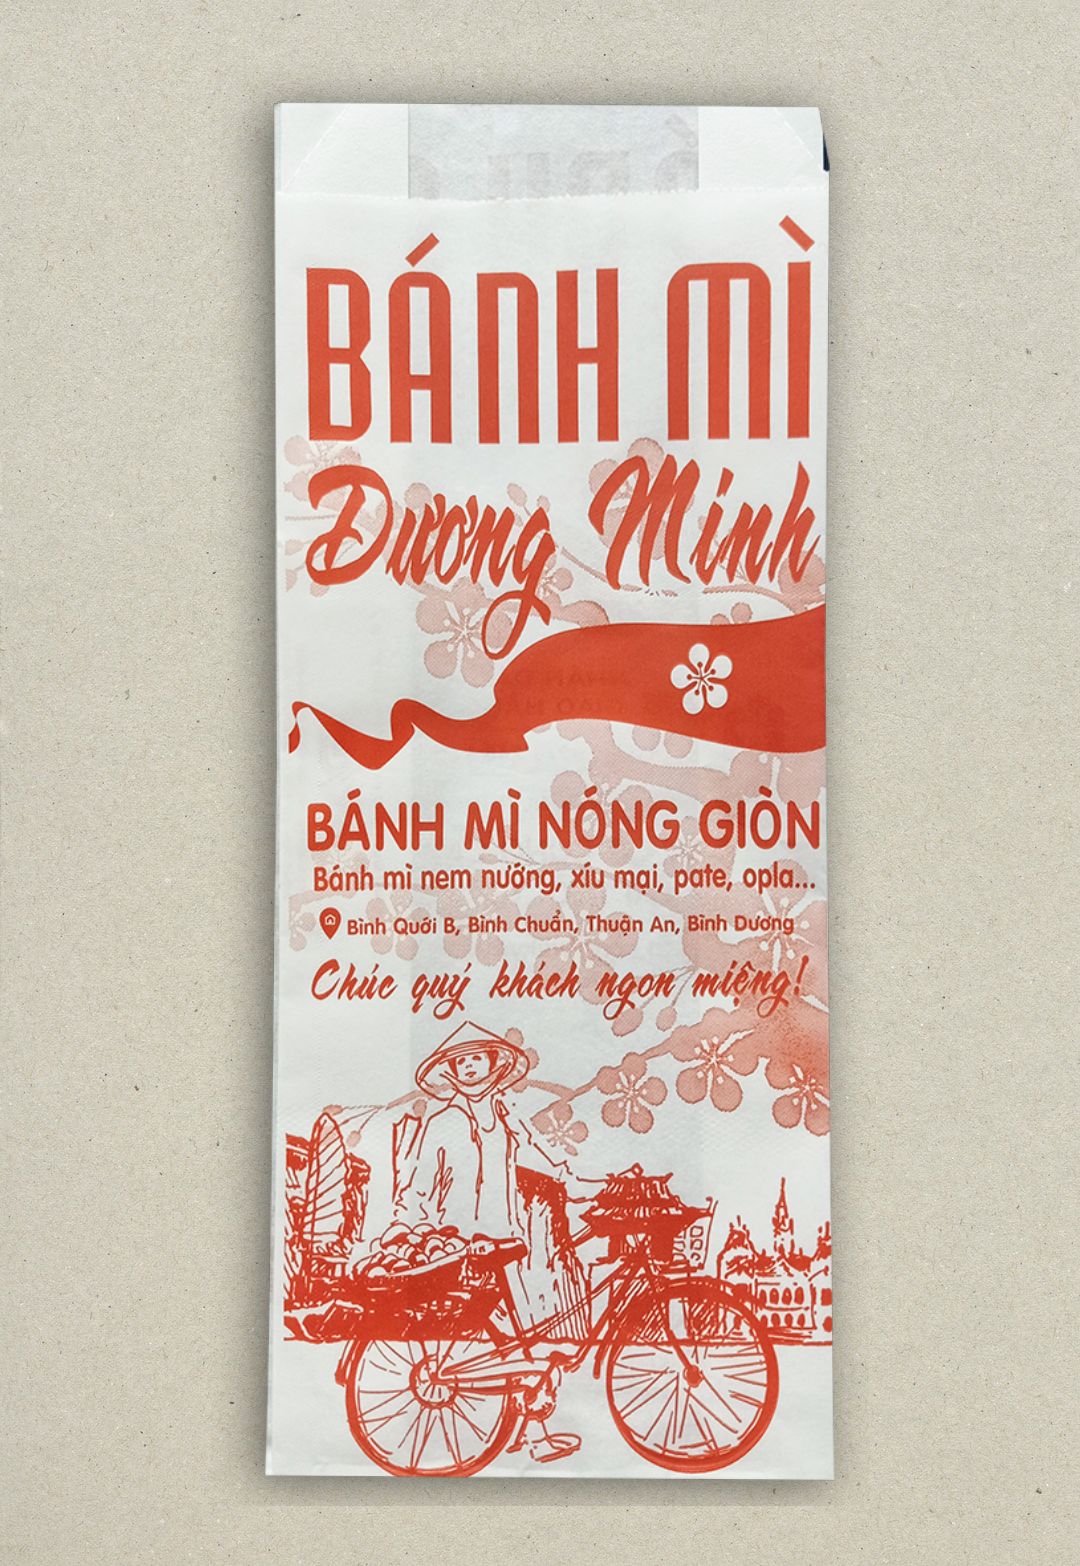 BÁNH MÌ
Dương Minh
BÁNH MÌ NÓNG GIÒN
Bánh mì nem nướng, xíu mại, pate, opla...
Bình Quới B, Bình Chuẩn, Thuận An, Bình Dương
Chúc quý khách ngon miệng!